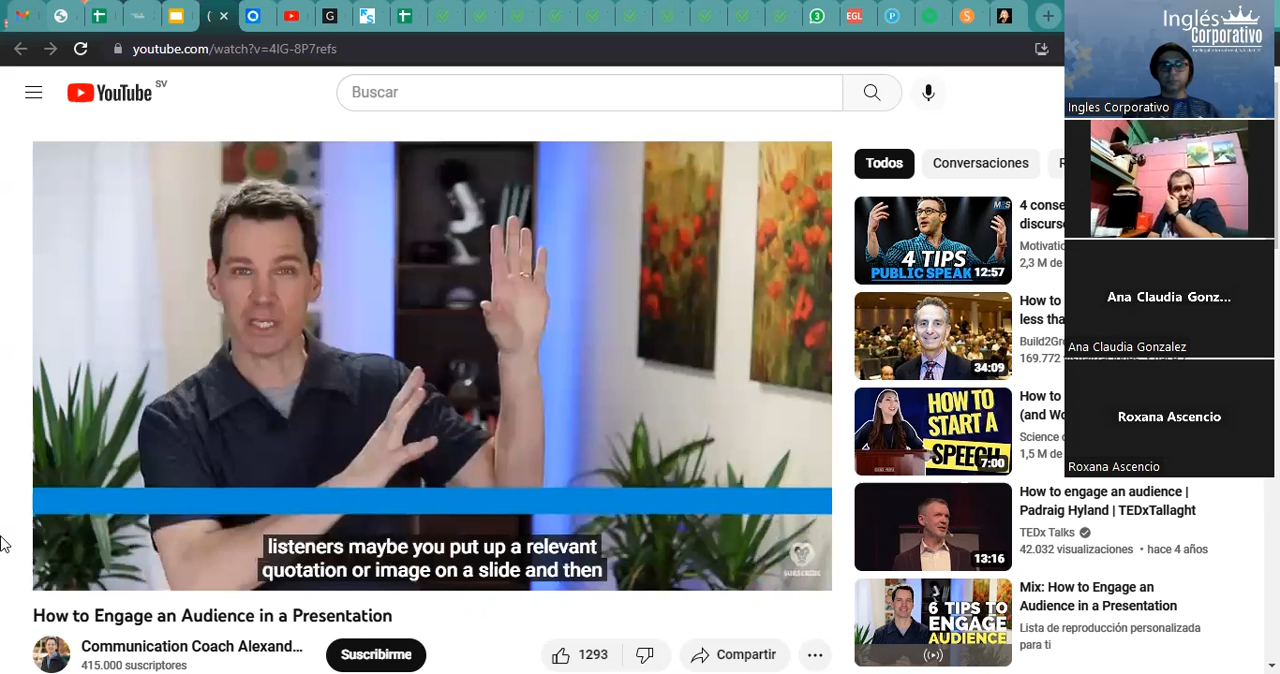 youtube.com/watch?v=4IG-8P7refs
YouTube SV
Buscar
listeners maybe you put up a relevant
quotation or image on a slide and then
How to Engage an Audience in a Presentation
Communication Coach Alexand...
415.000 suscriptores
Suscribirme
1293
Compartir
Todos
Conversaciones
4 TIPS
PUBLIC SPEAK
12:57
4 conse
discurs
Motivatio
2,3 M de
34:09
How to
less tha
Build2Gr
HOW TO
START A
SPEECH
7:00
How to
(and Wo
Science
1,5 M de
13:16
How to engage an audience |
Padraig Hyland | TEDxTallaght
TEDx Talks
42.032 visualizaciones • hace 4 años
6 TIPS TO
ENGAGE
AUDIENCE
Mix: How to Engage an
Audience in a Presentation
Lista de reproducción personalizada
para ti
Inglés
Corporativo
Ingles Corporativo
Ana Claudia Gonz...
Ana Claudia Gonzalez
Roxana Ascencio
Roxana Ascencio